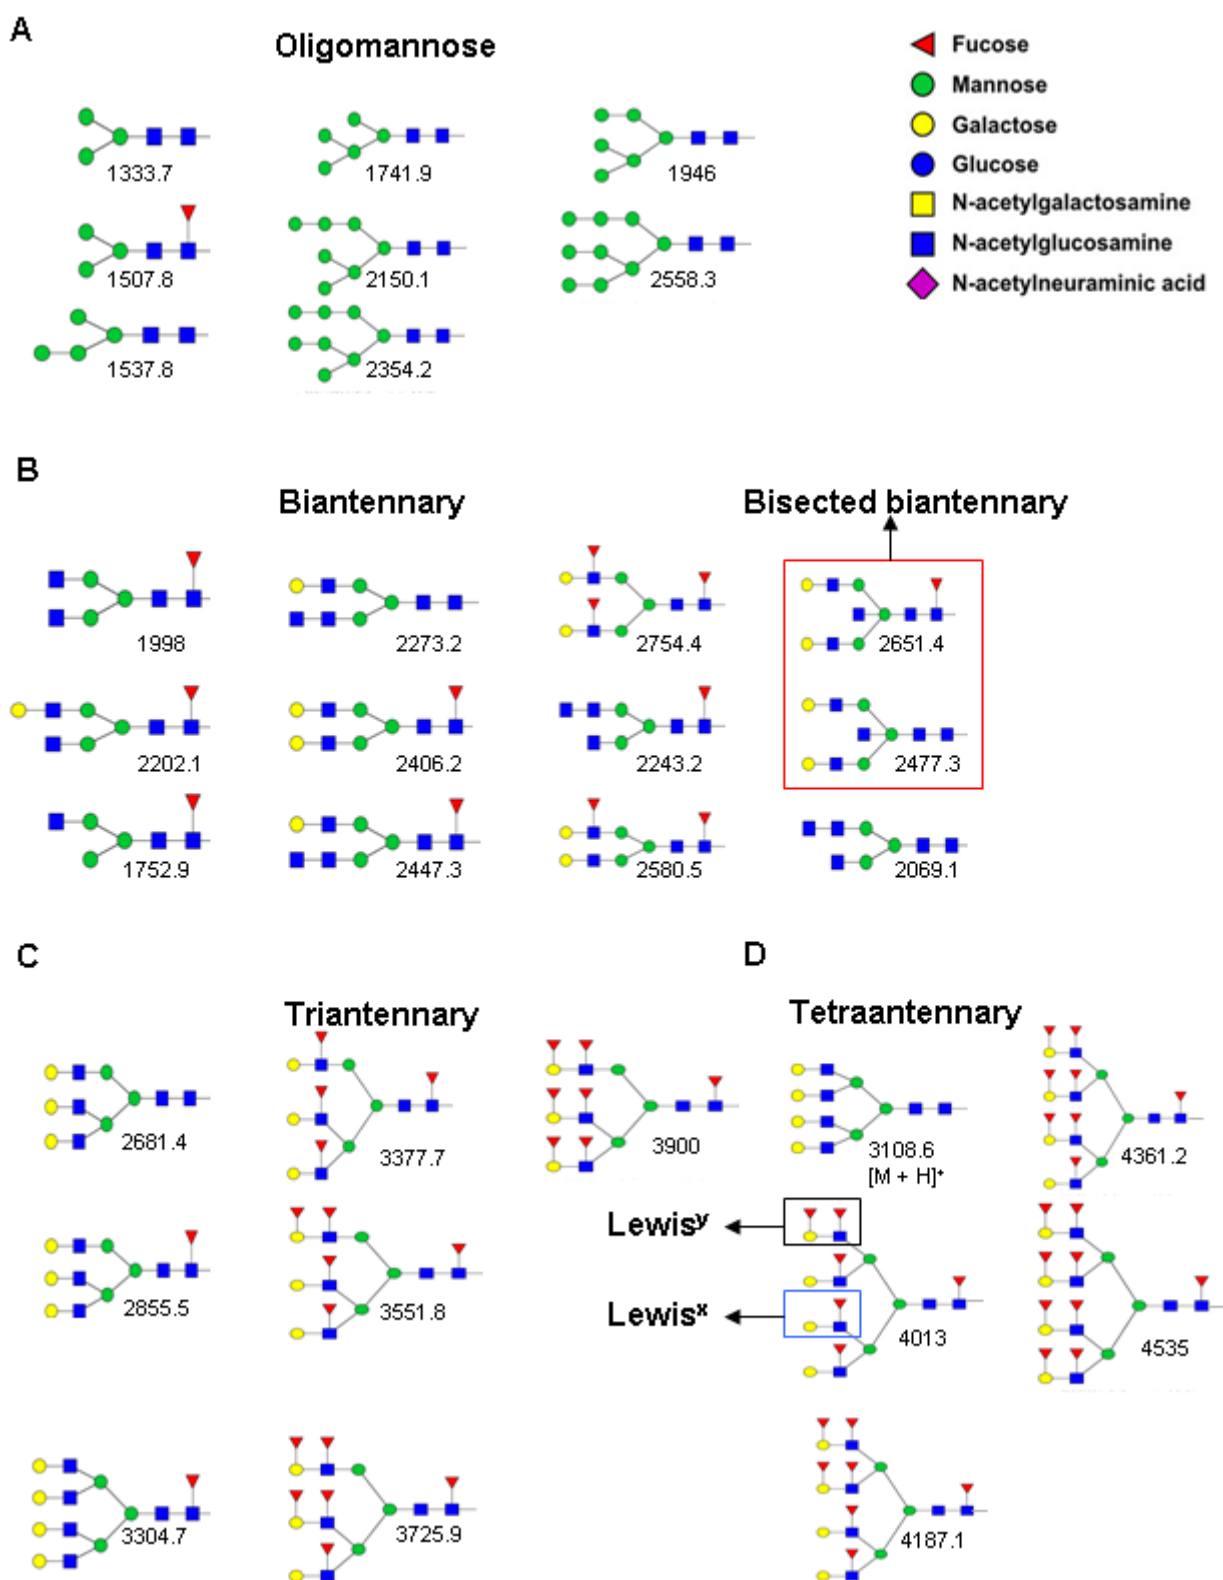 A
Oligomannose
Fucose
Mannose
Galactose
Glucose
N-acetylgalactosamine
N-acetylglucosamine
N-acetylneuraminic acid
1333.7
1741.9
1946
1507.8
2150.1
2558.3
1537.8
2354.2
B
Biantennary
Bisected biantennary
1998
2273.2
2754.4
2651.4
2202.1
2406.2
2243.2
2477.3
1752.9
2447.3
2580.5
2069.1
C
D
Triantennary
Tetraantennary
2681.4
3377.7
3900
3108.6
[M + H]⁺
4361.2
Lewisʸ
2855.5
3551.8
Lewisˣ
4013
4535
3304.7
3725.9
4187.1